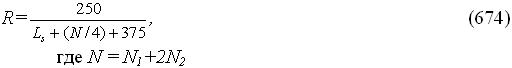 R = 250 / (L_s + (N/4) + 375), (674)
где N = N_1 + 2N_2